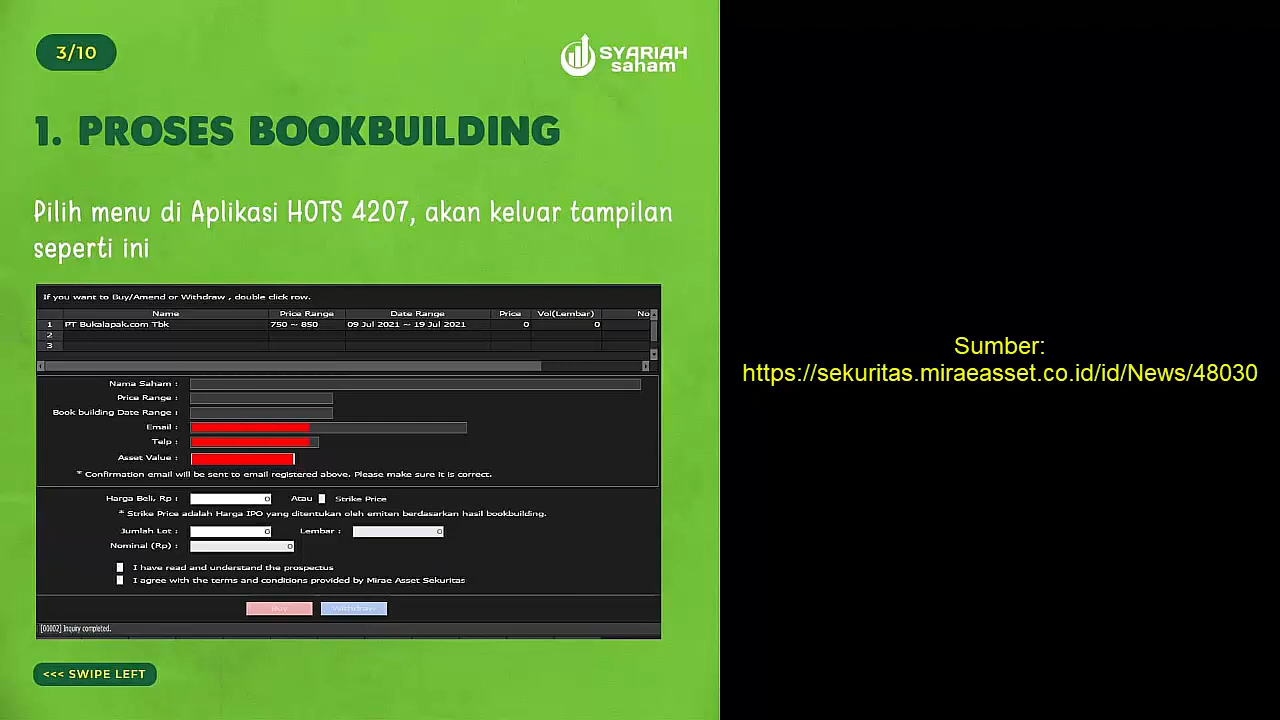 3/10
SYARIAH
saham
1. PROSES BOOKBUILDING
Pilih menu di Aplikasi HOTS 4207, akan keluar tampilan
seperti ini
If you want to Buy/Amend or Withdraw , double click row.
Name Price Range Date Range Price Vol(Lembar) No
1 PT Bukalapak.com Tbk 750 ~ 850 09 Jul 2021 ~ 19 Jul 2021 0 0
2
3
Nama Saham :
Price Range :
Book building Date Range :
Email :
Telp :
Asset Value :
* Confirmation email will be sent to email registered above. Please make sure it is correct.
Harga Beli, Rp : 0 Atau Strike Price
* Strike Price adalah Harga IPO yang ditentukan oleh emiten berdasarkan hasil bookbuilding.
Jumlah Lot : 0 Lembar : 0
Nominal (Rp) : 0
I have read and understand the prospectus
I agree with the terms and conditions provided by Mirae Asset Sekuritas
Buy Withdraw
[00002] Inquiry completed.
<<< SWIPE LEFT
Sumber:
https://sekuritas.miraeasset.co.id/id/News/48030